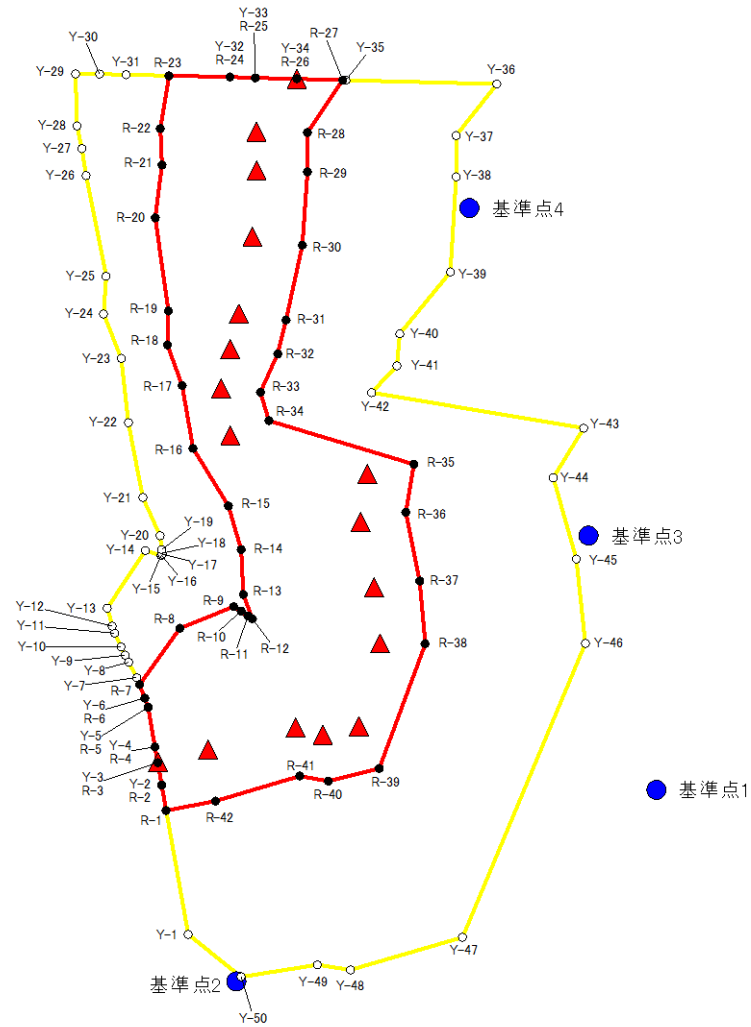 Y-33
R-25
Y-30
Y-32
R-24
Y-34
R-26
R-27
Y-35
Y-29
Y-31
R-23
Y-36
Y-28
R-22
R-28
Y-37
Y-27
R-21
Y-26
R-29
Y-38
R-20
基準点4
R-30
Y-25
Y-39
Y-24
R-19
R-31
R-18
Y-40
Y-23
R-32
Y-41
R-17
R-33
Y-42
R-34
Y-22
Y-43
R-16
R-35
Y-44
Y-21
R-15
R-36
Y-20
Y-19
基準点3
Y-18
Y-14
R-14
Y-17
Y-45
Y-15
Y-16
R-37
R-13
Y-13
R-9
R-8
Y-12
R-10
Y-11
R-11
R-12
Y-10
R-38
Y-46
Y-9
Y-8
Y-7
R-7
Y-6
R-6
Y-5
R-5
Y-4
R-4
Y-3
R-3
R-41
Y-2
R-2
R-39
R-40
基準点1
R-1
R-42
Y-1
Y-47
Y-49
Y-48
基準点2
Y-50